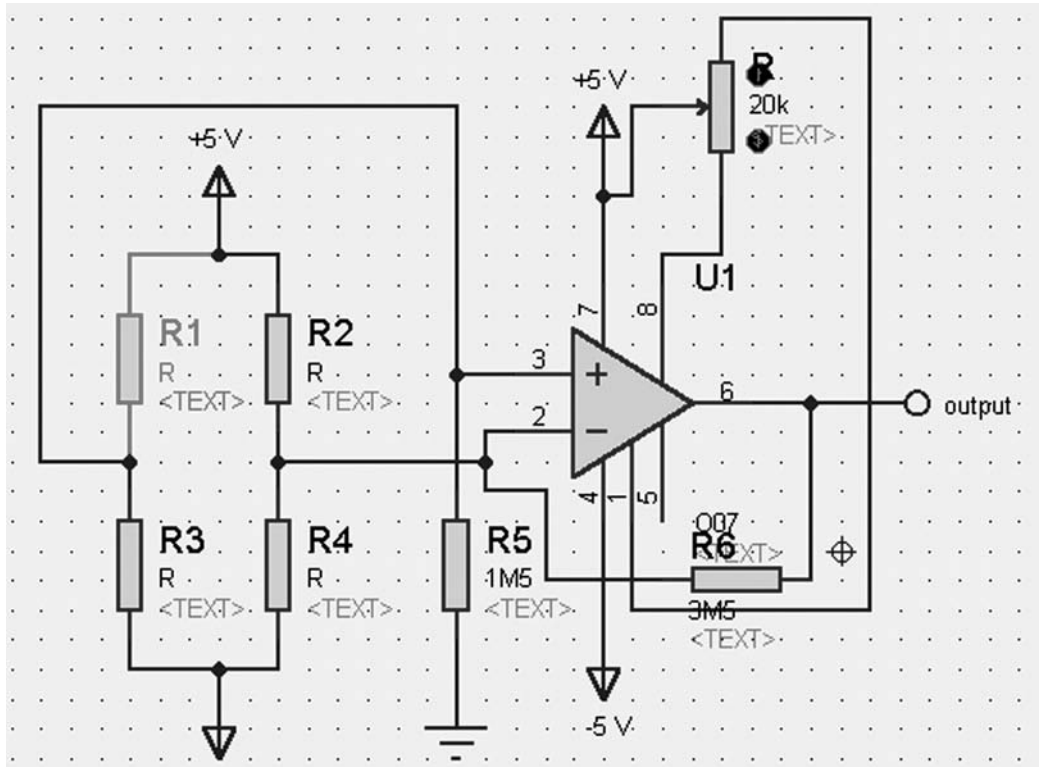 R
20k
TEXT>
+5 V
+5 V
U1
7
8
R1
R
<TEXT>
R2
R
<TEXT>
3
+
2
−
6
output
4
1
5
R3
R
<TEXT>
R4
R
<TEXT>
R5
1M5
<TEXT>
R6
<TEXT>
3M5
<TEXT>
-5 V